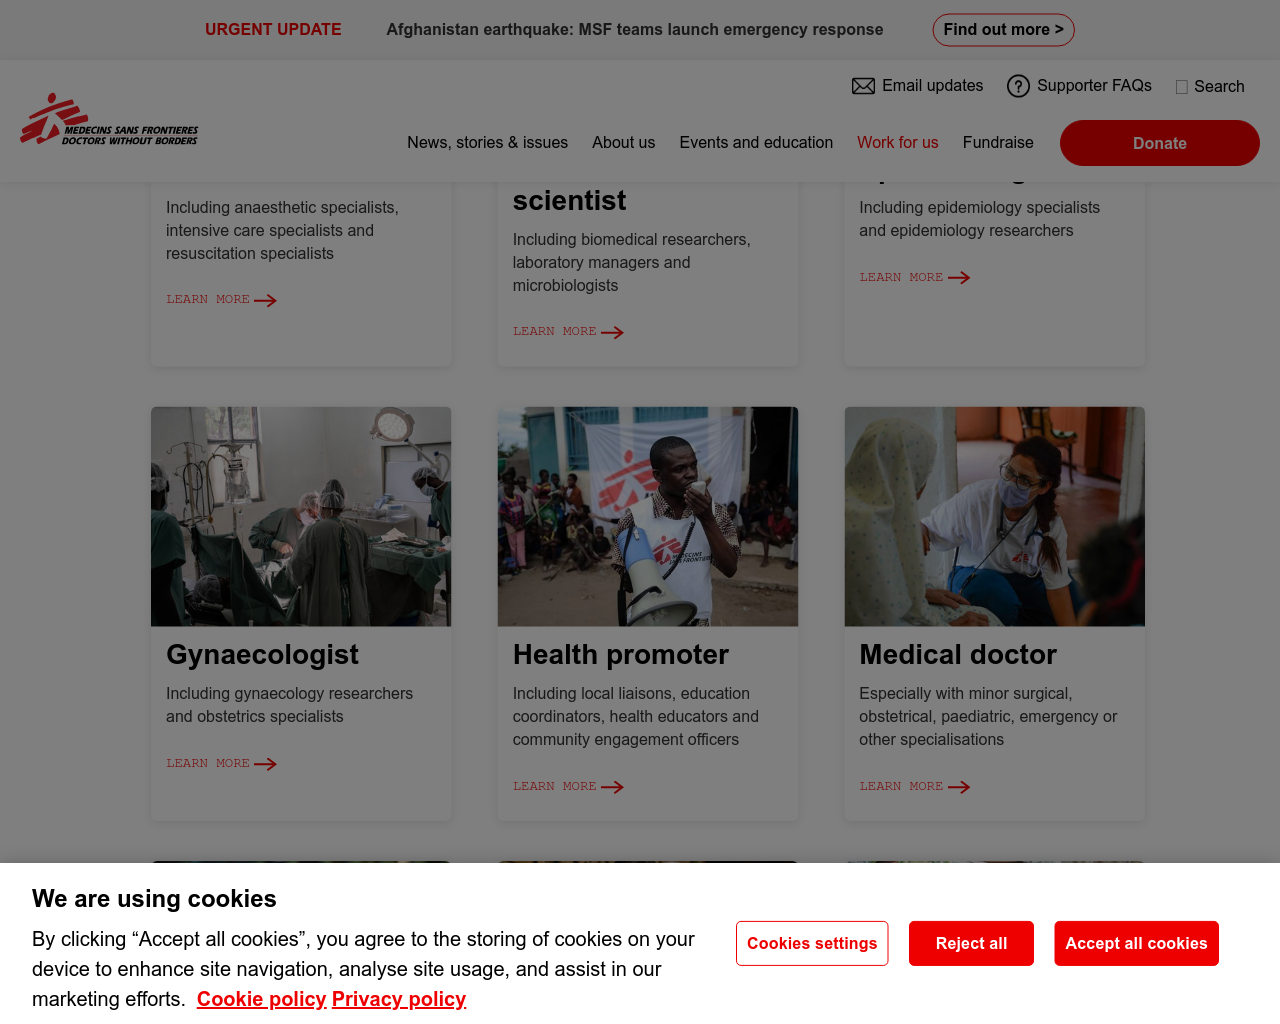 URGENT UPDATE Afghanistan earthquake: MSF teams launch emergency response Find out more >
Email updates Supporter FAQs Search
MEDECINS SANS FRONTIERES
DOCTORS WITHOUT BORDERS
News, stories & issues About us Events and education Work for us Fundraise Donate
Including anaesthetic specialists,
intensive care specialists and
resuscitation specialists
LEARN MORE
scientist
Including biomedical researchers,
laboratory managers and
microbiologists
LEARN MORE
Including epidemiology specialists
and epidemiology researchers
LEARN MORE
Gynaecologist
Including gynaecology researchers
and obstetrics specialists
LEARN MORE
MEDECINS
SANS FRONTIERES
Health promoter
Including local liaisons, education
coordinators, health educators and
community engagement officers
LEARN MORE
Medical doctor
Especially with minor surgical,
obstetrical, paediatric, emergency or
other specialisations
LEARN MORE
We are using cookies
By clicking “Accept all cookies”, you agree to the storing of cookies on your
device to enhance site navigation, analyse site usage, and assist in our
marketing efforts. Cookie policy Privacy policy
Cookies settings Reject all Accept all cookies